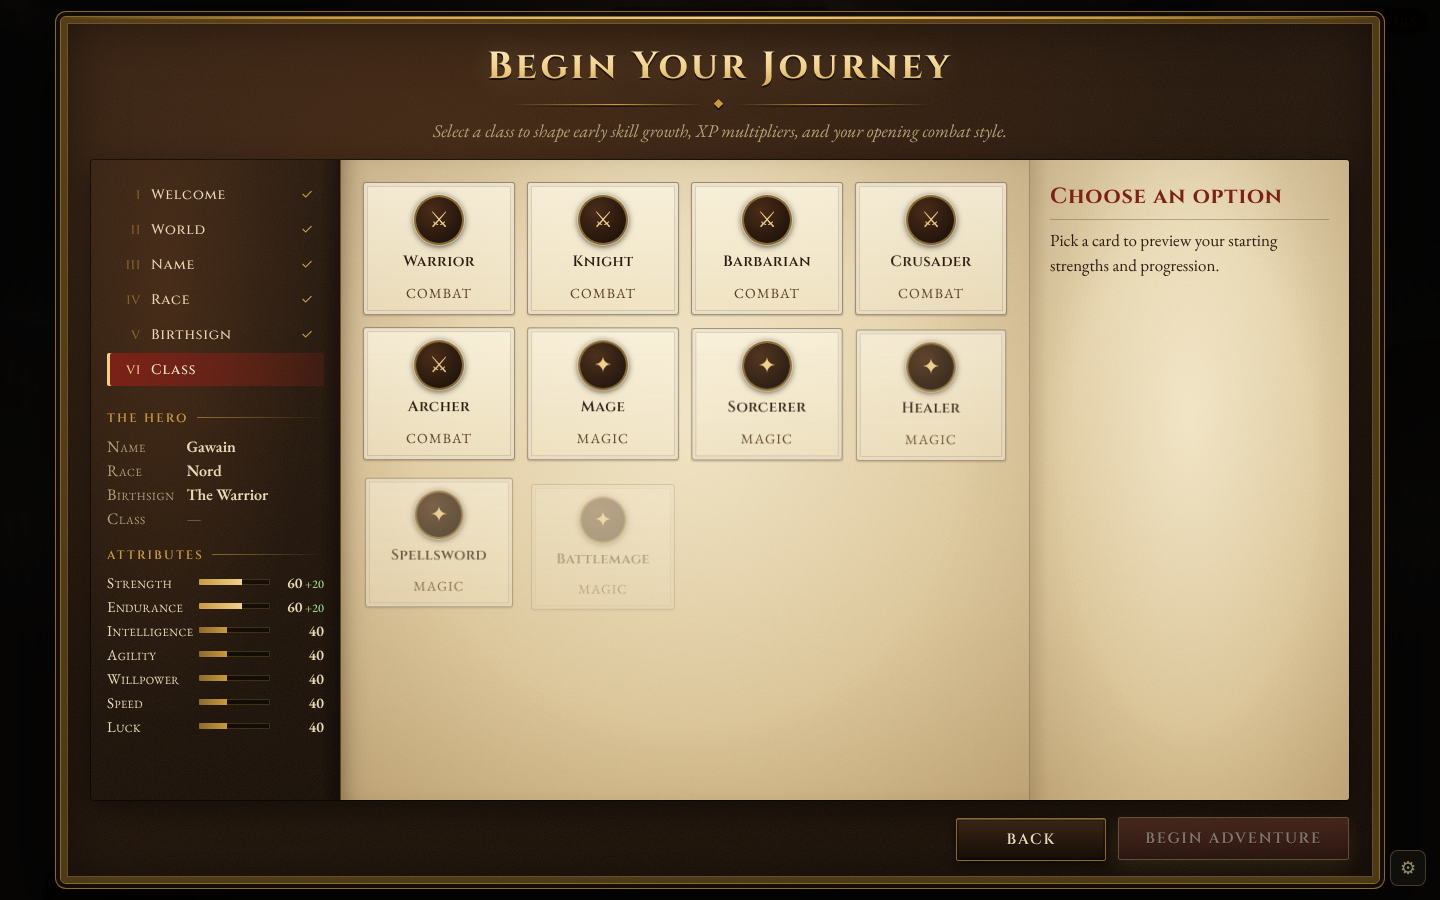 Begin Your Journey
Select a class to shape early skill growth, XP multipliers, and your opening combat style.
I Welcome ✓
II World ✓
III Name ✓
IV Race ✓
V Birthsign ✓
VI Class
THE HERO
Name Gawain
Race Nord
Birthsign The Warrior
Class —
ATTRIBUTES
Strength 60 +20
Endurance 60 +20
Intelligence 40
Agility 40
Willpower 40
Speed 40
Luck 40
Warrior
COMBAT
Knight
COMBAT
Barbarian
COMBAT
Crusader
COMBAT
Archer
COMBAT
Mage
MAGIC
Sorcerer
MAGIC
Healer
MAGIC
Spellsword
MAGIC
Battlemage
MAGIC
Choose an option
Pick a card to preview your starting
strengths and progression.
BACK
BEGIN ADVENTURE